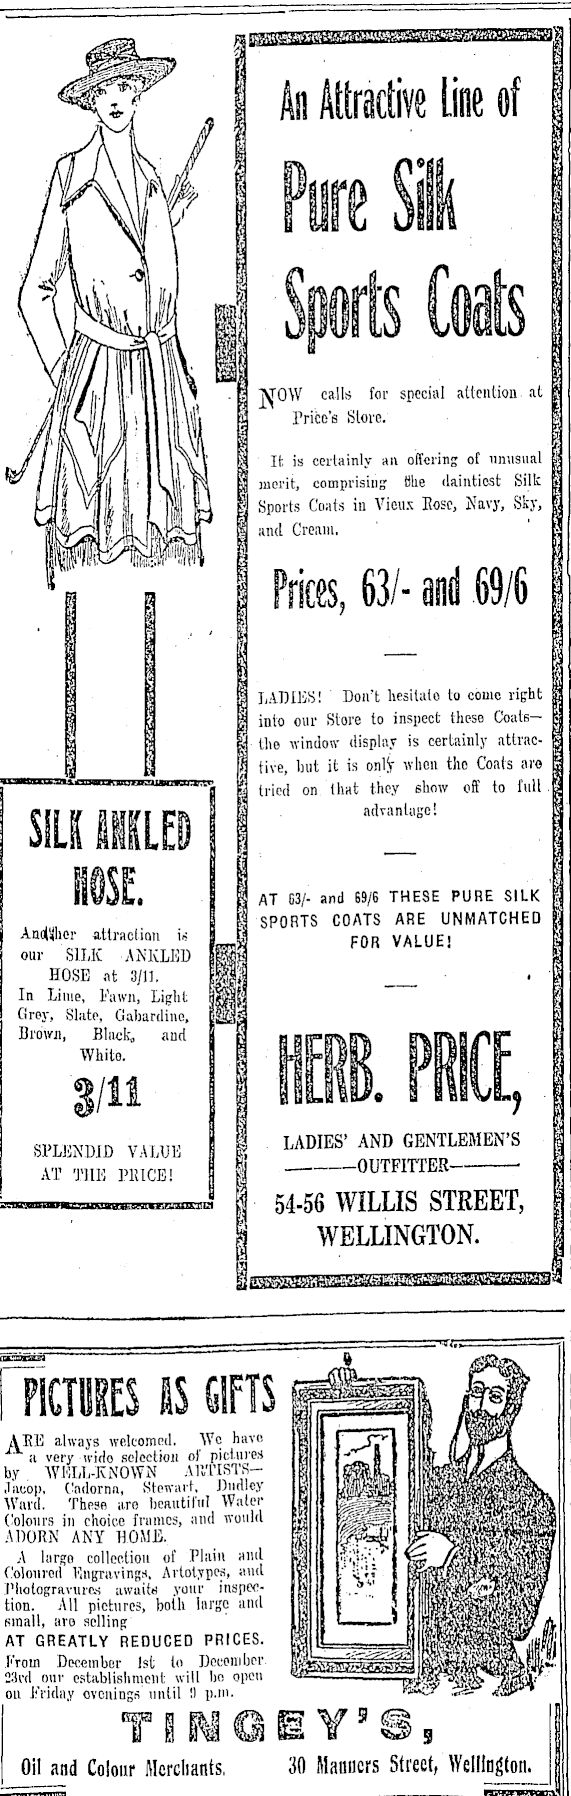 An Attractive Line of
Pure Silk
Sports Coats
NOW calls for special attention at
Price's Store.
It is certainly an offering of unusual
merit, comprising the daintiest Silk
Sports Coats in Vieux Rose, Navy, Sky,
and Cream.
Prices, 63/- and 69/6
LADIES! Don't hesitate to come right
into our Store to inspect these Coats—
the window display is certainly attrac-
tive, but it is only when the Coats are
tried on that they show off to full
advantage!
AT 63/- and 69/6 THESE PURE SILK
SPORTS COATS ARE UNMATCHED
FOR VALUE!
HERB. PRICE,
LADIES' AND GENTLEMEN'S
OUTFITTER
54-56 WILLIS STREET,
WELLINGTON.
SILK ANKLED
HOSE.
Another attraction is
our SILK ANKLED
HOSE at 3/11.
In Lime, Fawn, Light
Grey, Slate, Gabardine,
Brown, Black, and
White.
3/11
SPLENDID VALUE
AT THE PRICE!
PICTURES AS GIFTS
ARE always welcomed. We have
a very wide selection of pictures
by WELL-KNOWN ARTISTS—
Jacop, Cadorna, Stewart, Dudley
Ward. These are beautiful Water
Colours in choice frames, and would
ADORN ANY HOME.
A large collection of Plain and
Coloured Engravings, Artotypes, and
Photogravures awaits your inspec-
tion. All pictures, both large and
small, are selling
AT GREATLY REDUCED PRICES.
From December 1st to December
23rd our establishment will be open
on Friday evenings until 9 p.m.
TINGEY'S,
Oil and Colour Merchants,
30 Manners Street, Wellington.